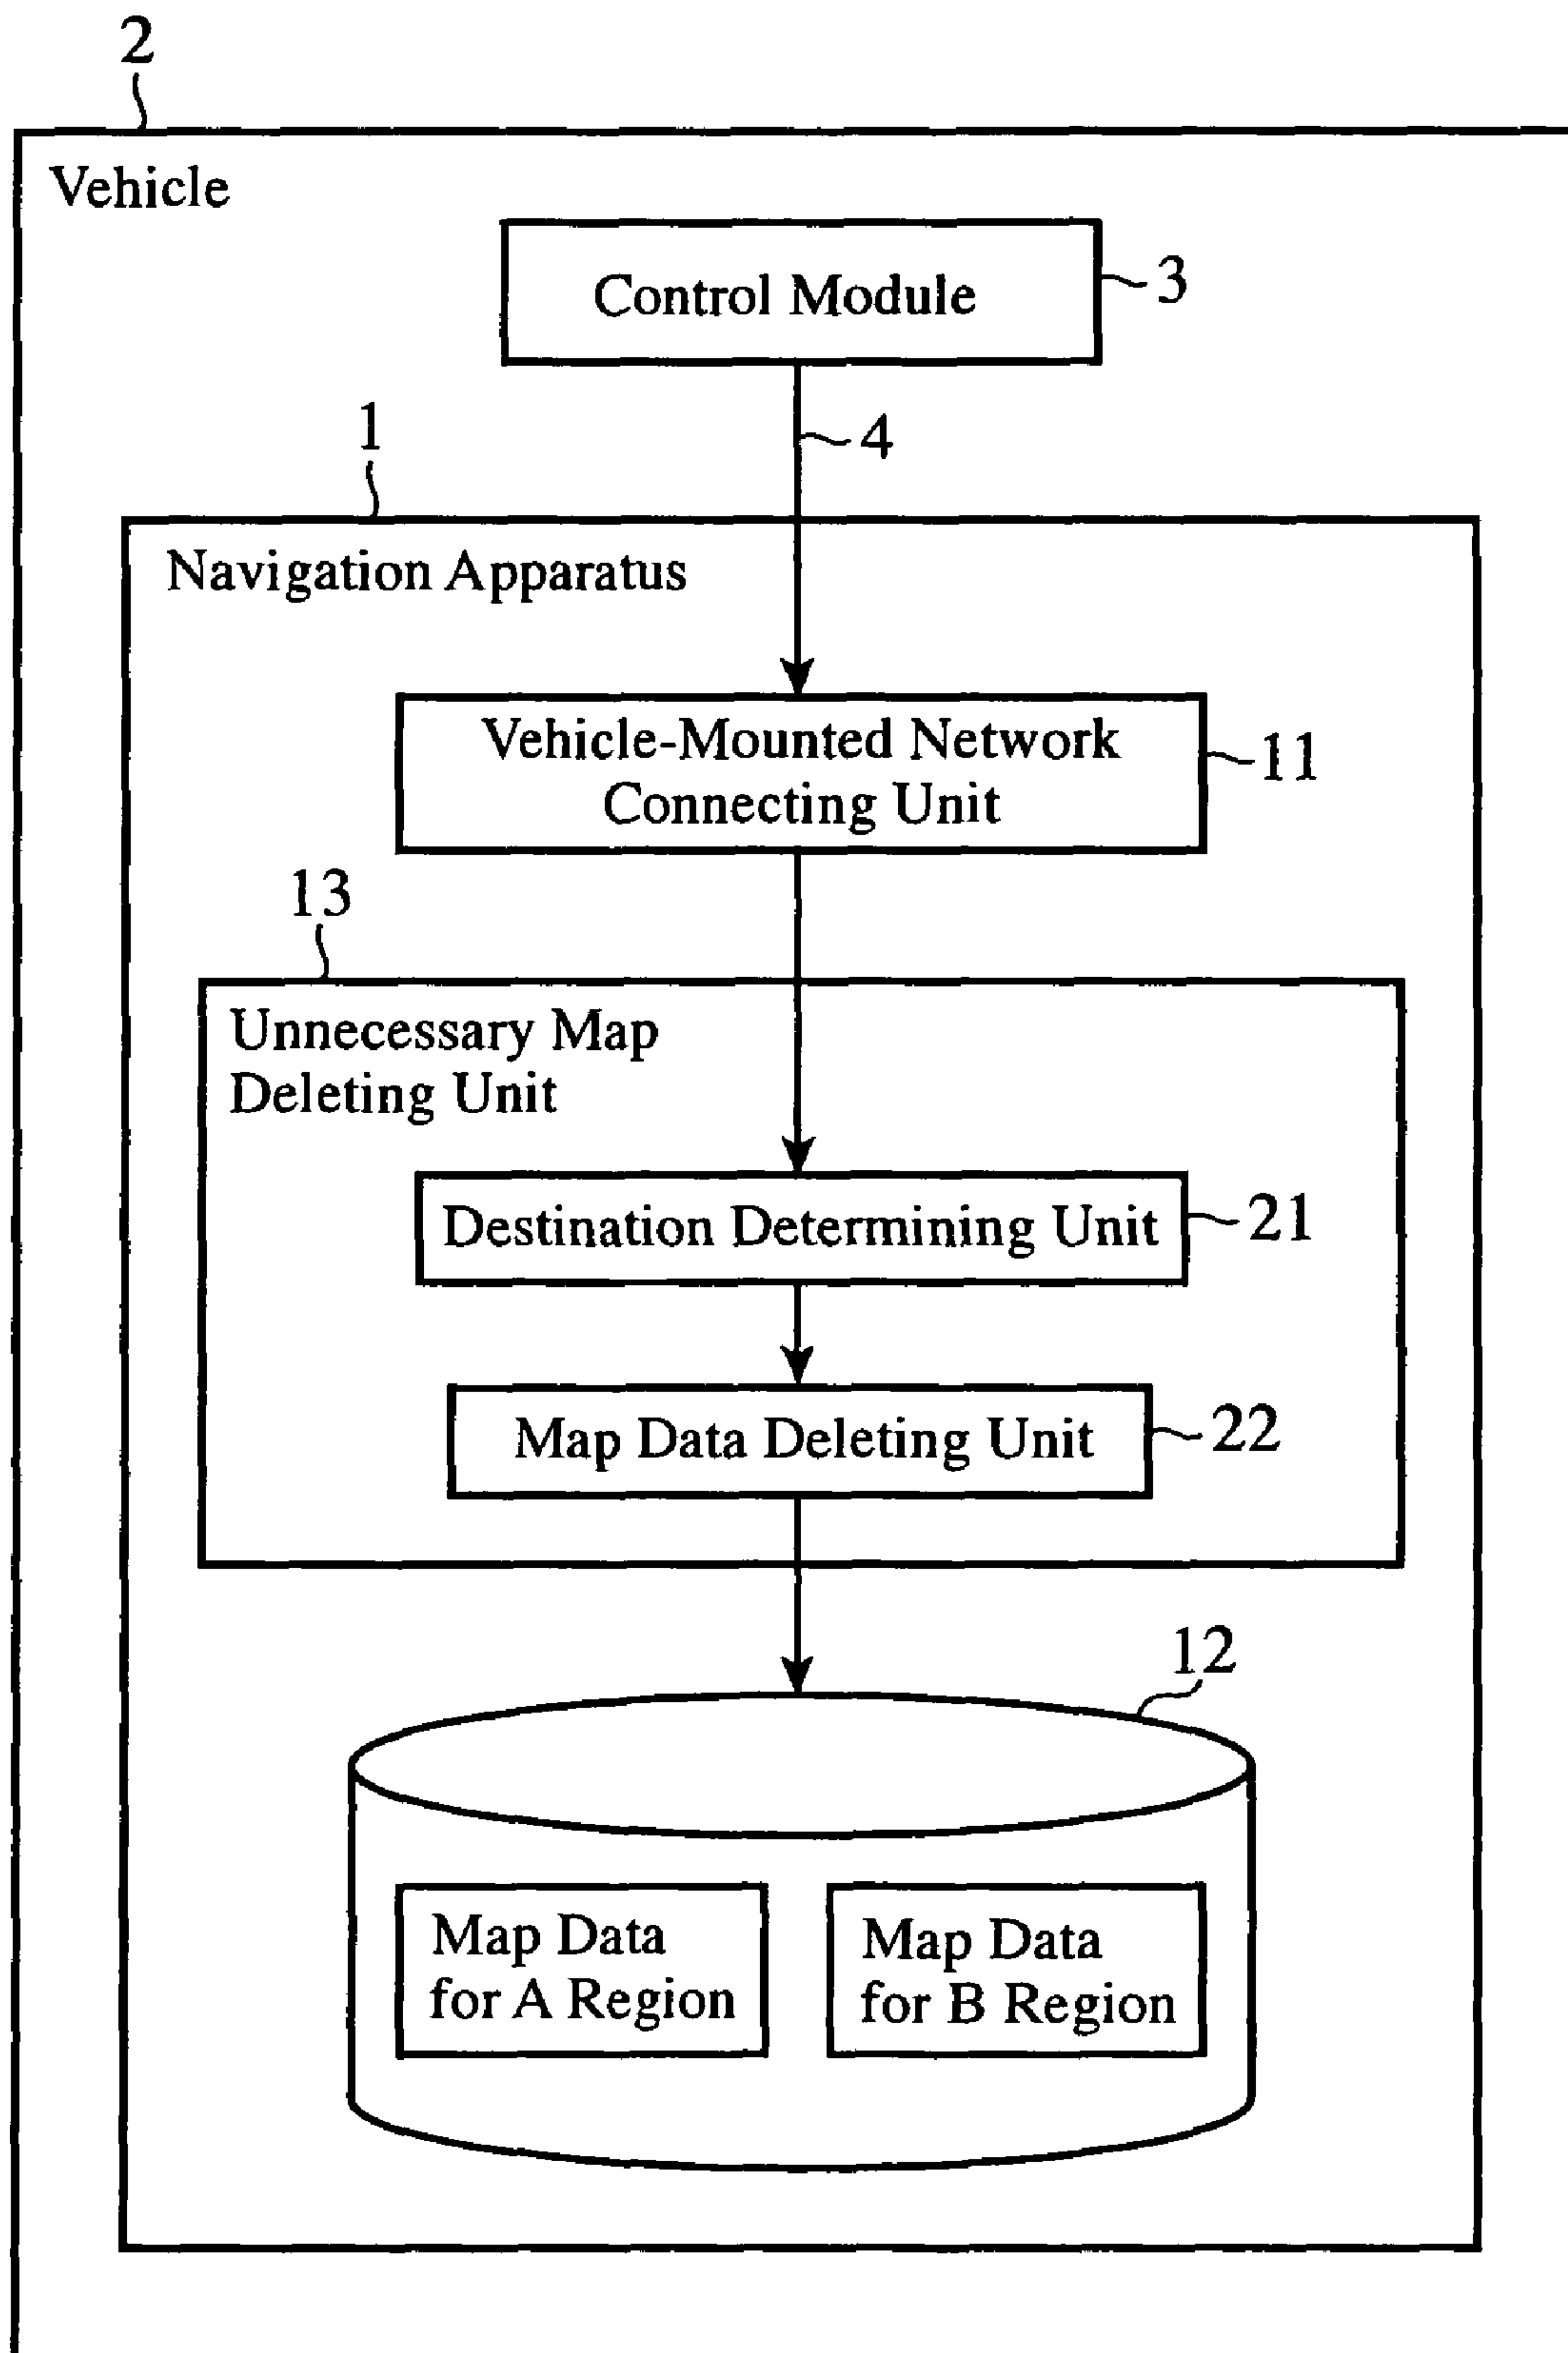 2
Vehicle
Control Module
3
4
1
Navigation Apparatus
Vehicle-Mounted Network
Connecting Unit
11
13
Unnecessary Map
Deleting Unit
Destination Determining Unit
21
Map Data Deleting Unit
22
12
Map Data
for A Region
Map Data
for B Region